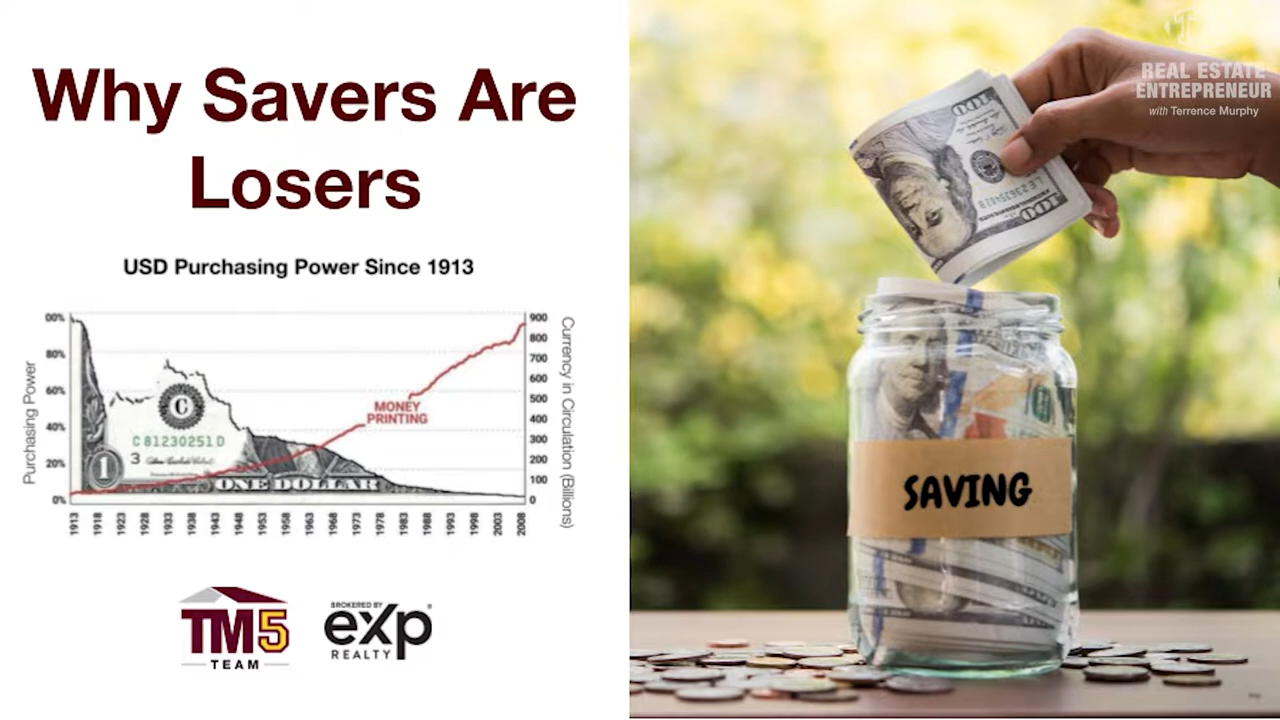 Why Savers Are
Losers
USD Purchasing Power Since 1913
Purchasing Power
00%
80%
60%
40%
20%
0%
C
C 81230251 D
3
1
ONE DOLLAR
MONEY
PRINTING
900
800
700
600
500
400
300
200
100
0
Currency in Circulation (Billions)
1913
1918
1923
1928
1933
1938
1943
1948
1953
1958
1963
1968
1973
1978
1983
1988
1993
1998
2003
2008
TM5
TEAM
BROKERED BY
eXp
REALTY
REAL ESTATE
ENTREPRENEUR
with Terrence Murphy
100
100
SAVING